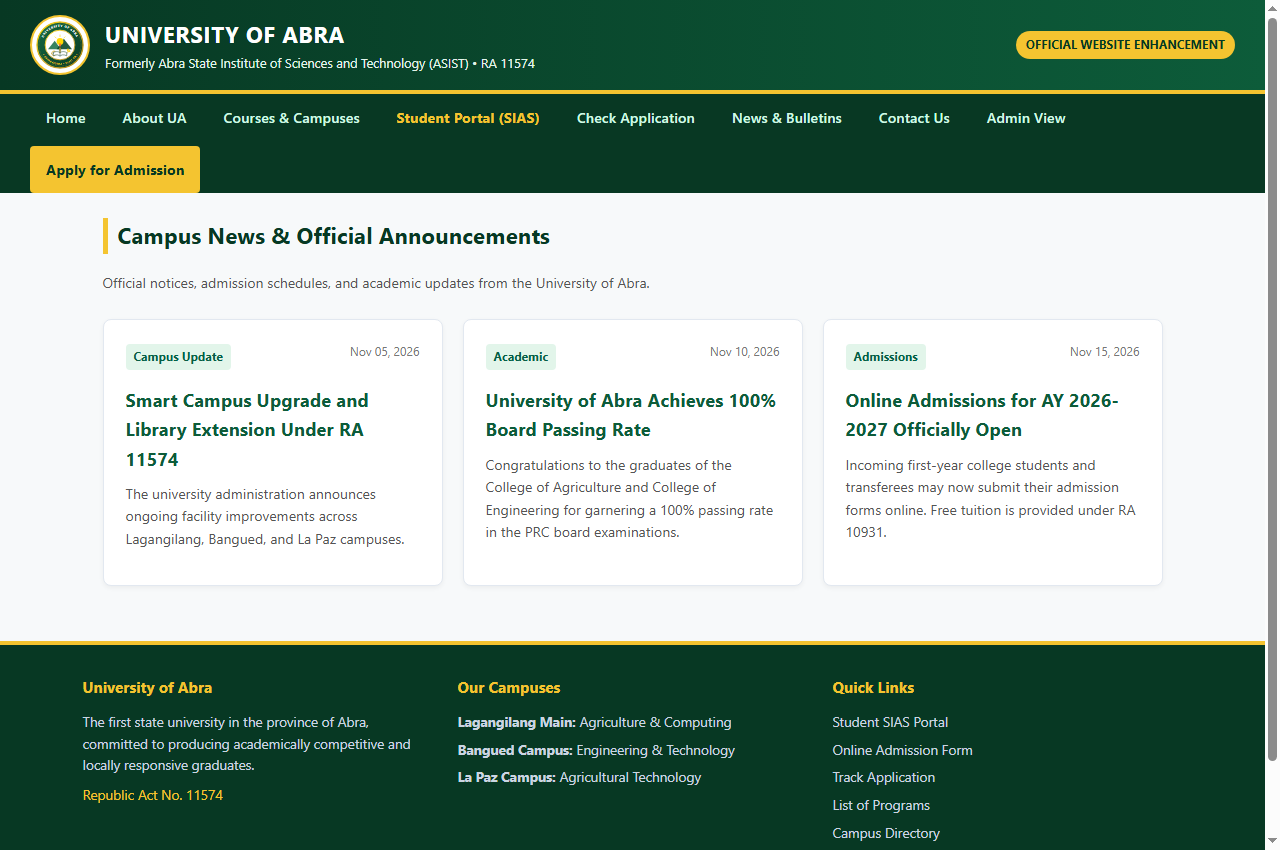 UNIVERSITY OF ABRA
Formerly Abra State Institute of Sciences and Technology (ASIST) • RA 11574
OFFICIAL WEBSITE ENHANCEMENT
Home
About UA
Courses & Campuses
Student Portal (SIAS)
Check Application
News & Bulletins
Contact Us
Admin View
Apply for Admission
Campus News & Official Announcements
Official notices, admission schedules, and academic updates from the University of Abra.
Campus Update
Nov 05, 2026
Smart Campus Upgrade and
Library Extension Under RA
11574
The university administration announces
ongoing facility improvements across
Lagangilang, Bangued, and La Paz campuses.
Academic
Nov 10, 2026
University of Abra Achieves 100%
Board Passing Rate
Congratulations to the graduates of the
College of Agriculture and College of
Engineering for garnering a 100% passing rate
in the PRC board examinations.
Admissions
Nov 15, 2026
Online Admissions for AY 2026-
2027 Officially Open
Incoming first-year college students and
transferees may now submit their admission
forms online. Free tuition is provided under RA
10931.
University of Abra
The first state university in the province of Abra,
committed to producing academically competitive and
locally responsive graduates.
Republic Act No. 11574
Our Campuses
Lagangilang Main: Agriculture & Computing
Bangued Campus: Engineering & Technology
La Paz Campus: Agricultural Technology
Quick Links
Student SIAS Portal
Online Admission Form
Track Application
List of Programs
Campus Directory